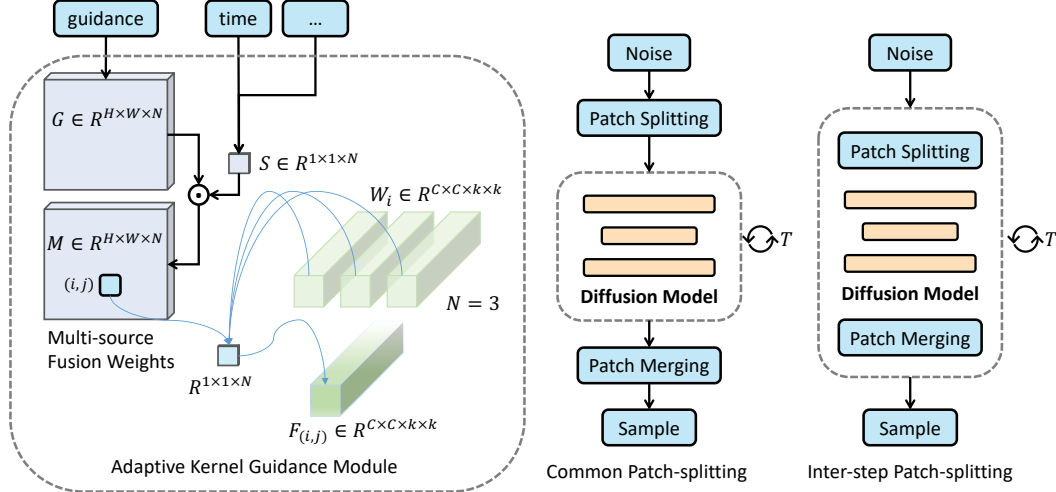 guidance
time
...
G ∈ R^{H×W×N}
S ∈ R^{1×1×N}
M ∈ R^{H×W×N}
(i,j)
W_i ∈ R^{C×C×k×k}
N = 3
Multi-source
Fusion Weights
R^{1×1×N}
F_{(i,j)} ∈ R^{C×C×k×k}
Adaptive Kernel Guidance Module
Noise
Patch Splitting
Diffusion Model
T
Patch Merging
Sample
Common Patch-splitting
Noise
Patch Splitting
Diffusion Model
T
Patch Merging
Sample
Inter-step Patch-splitting